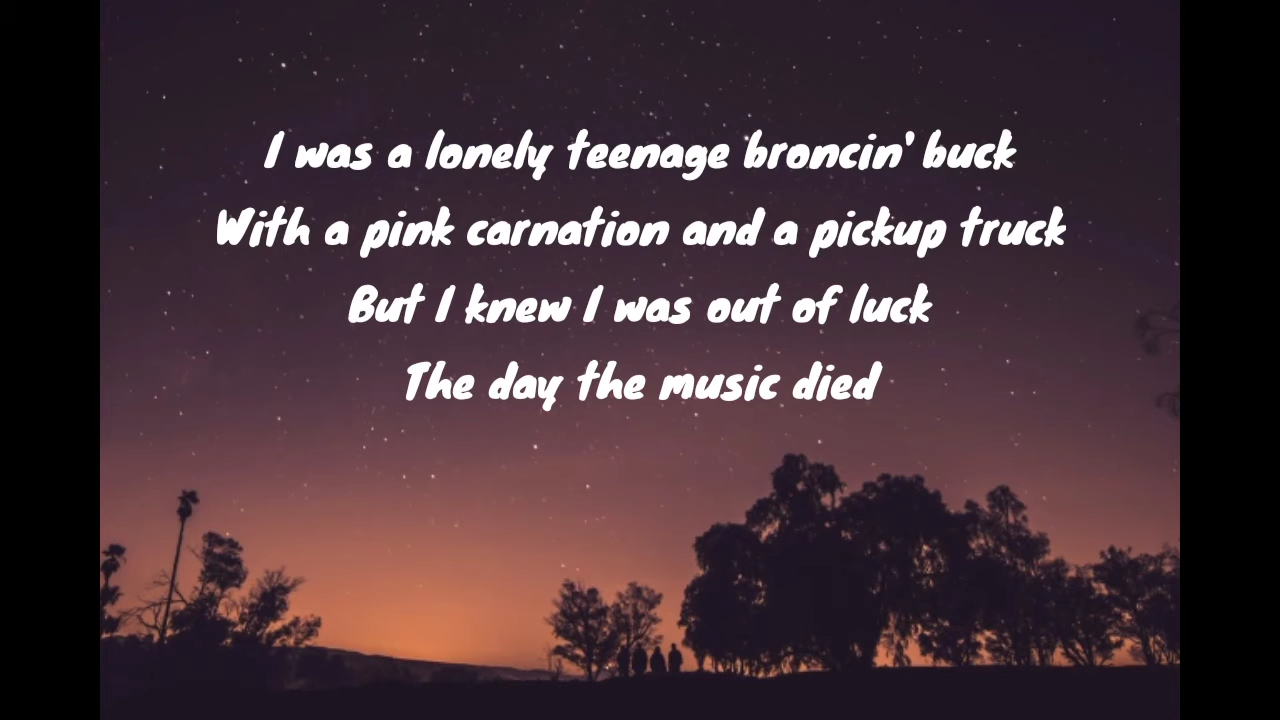 I was a lonely teenage broncin' buck
With a pink carnation and a pickup truck
But I knew I was out of luck
The day the music died